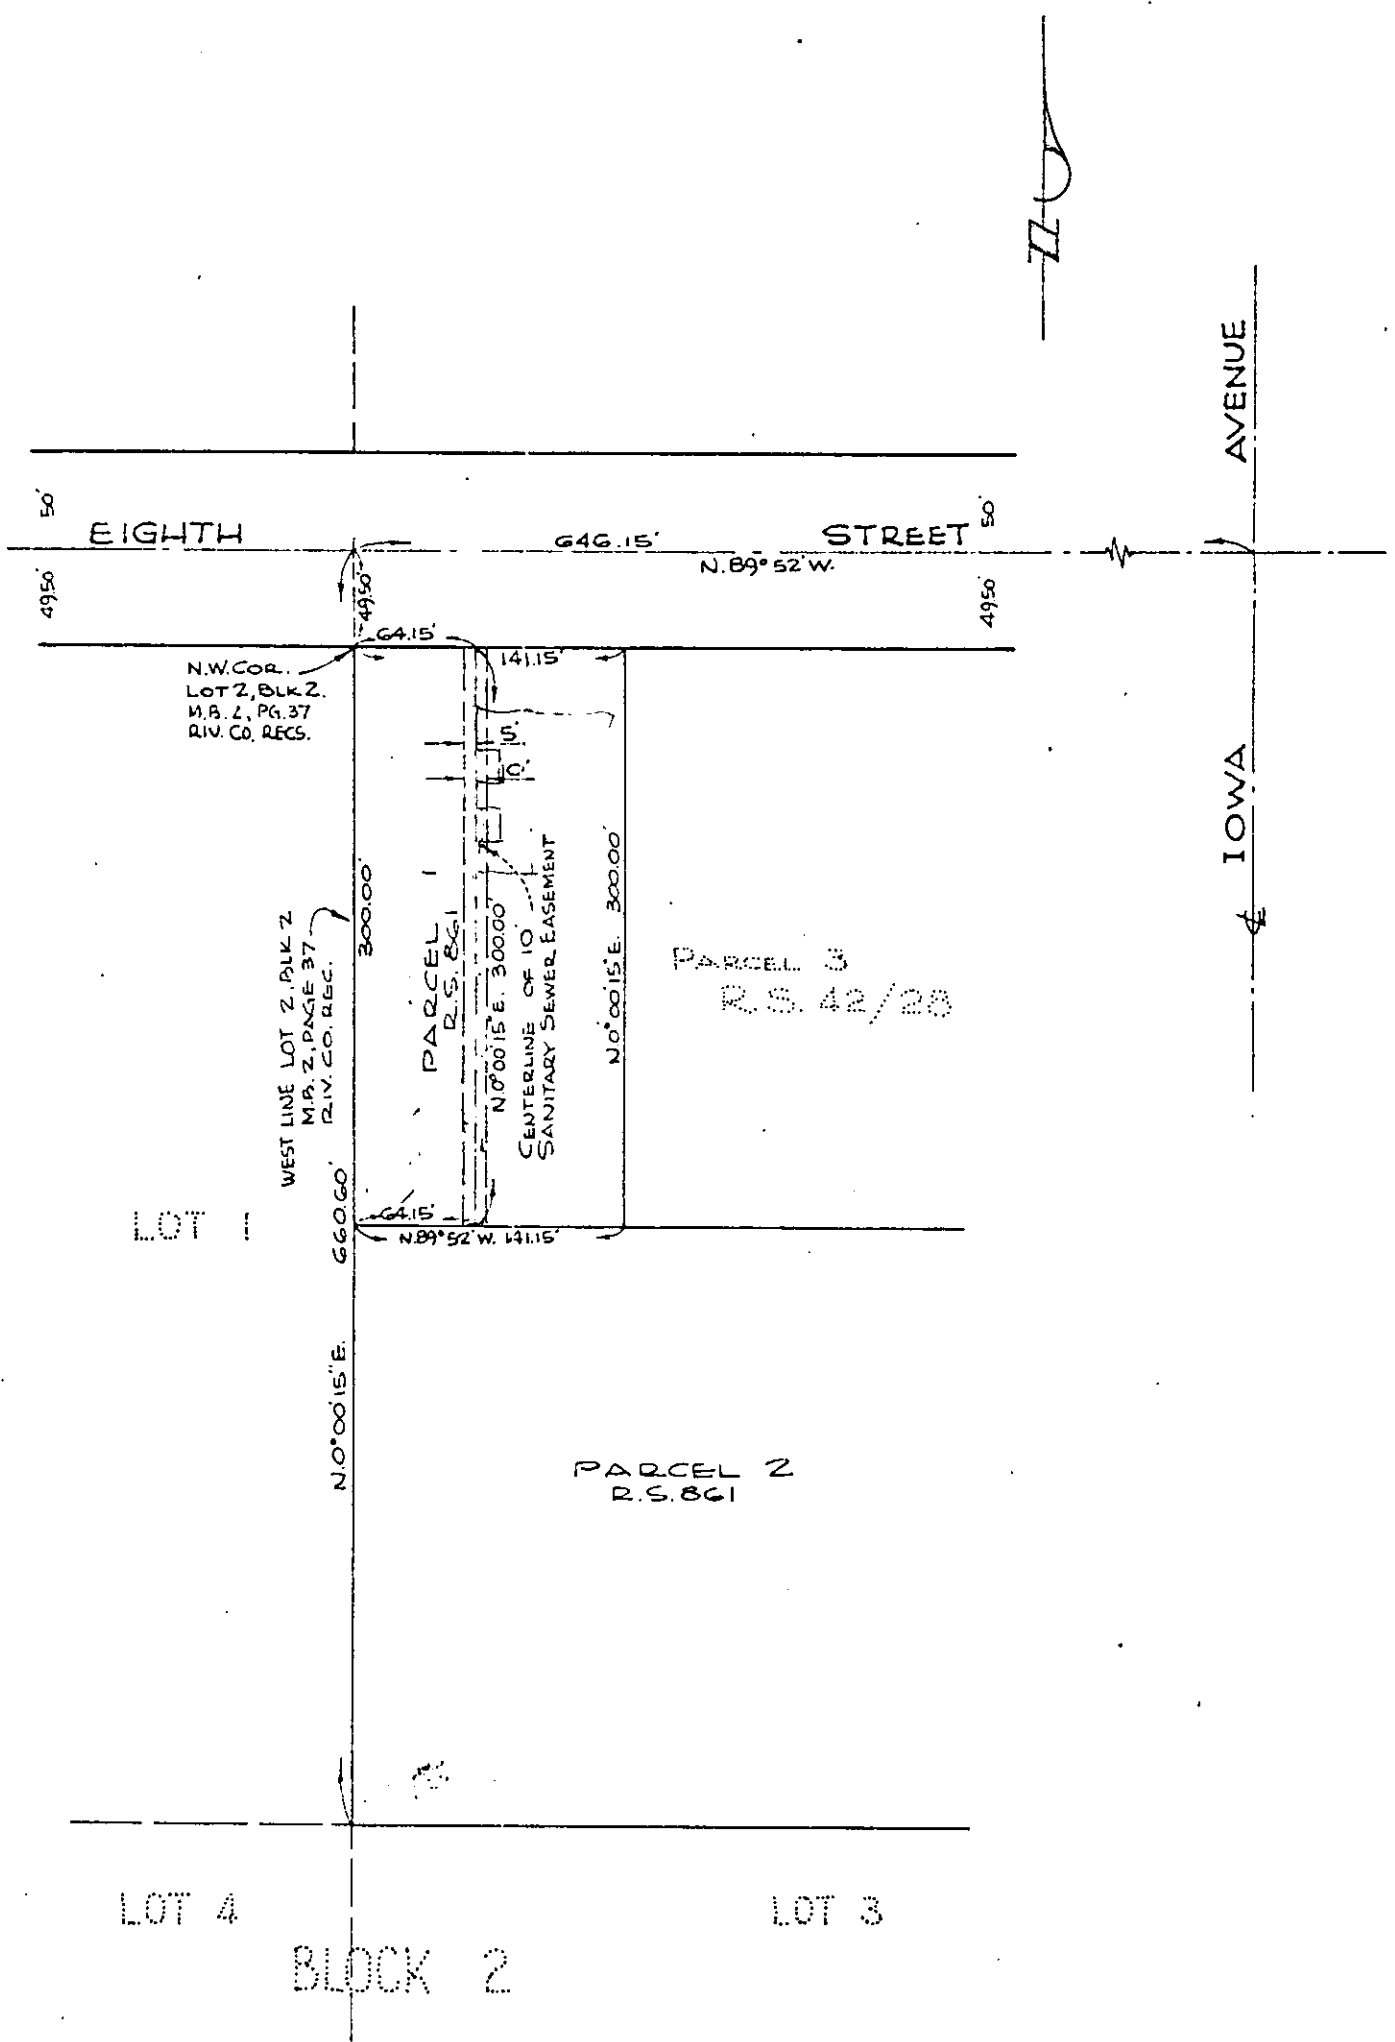 N
AVENUE
IOWA
50'
50'
EIGHTH
646.15'
STREET
N.89°52'W.
49.50'
49.50'
49.50'
64.15'
141.15'
N.W.COR.
LOT 2, BLK 2.
M.B. 2, PG. 37
RIV. CO. RECS.
5'
10'
WEST LINE LOT 2, BLK 2
M.B. 2, PAGE 37
RIV. CO. REC.
300.00'
PARCEL 1
R.S. 861
N.0°00'15"E. 300.00'
CENTERLINE OF 10'
SANITARY SEWER EASEMENT
N.0°00'15"E. 300.00'
PARCEL 3
R.S. 42/28
LOT 1
64.15'
N.89°52'W. 141.15'
N.0°00'15"E. 660.60'
PARCEL 2
R.S. 861
LOT 4
LOT 3
BLOCK 2